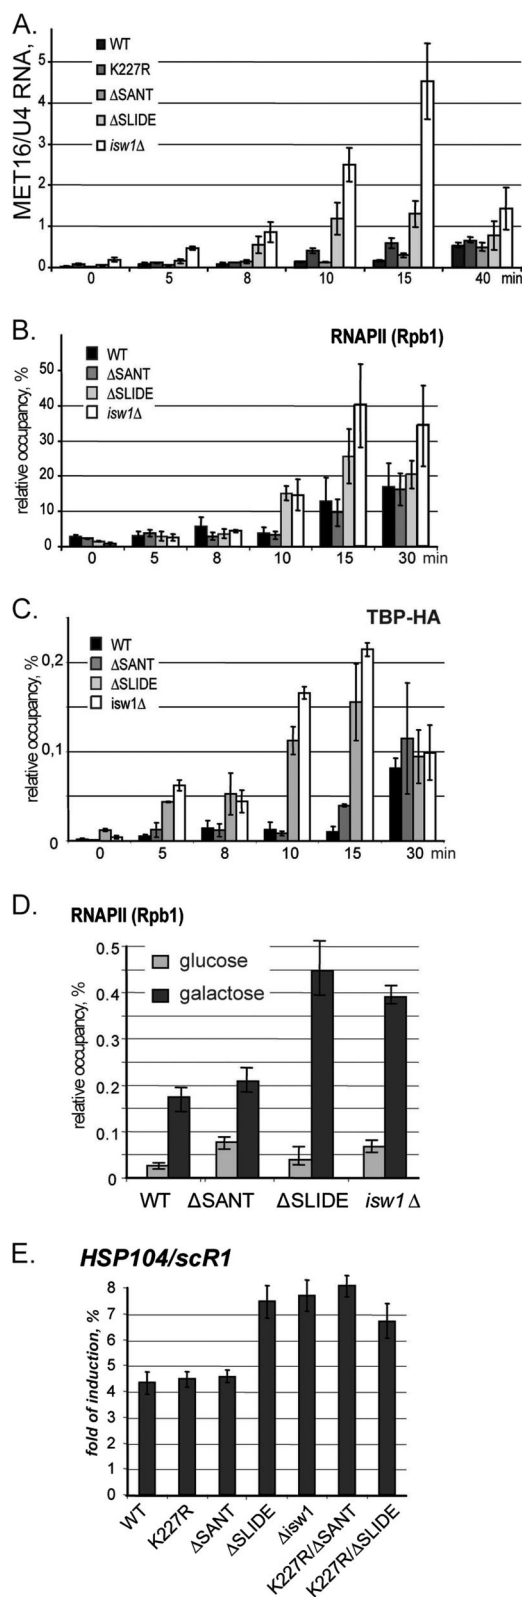 A.
MET16/U4 RNA,
5
4
3
2
1
0
WT
K227R
ΔSANT
ΔSLIDE
isw1Δ
0 5 8 10 15 40 min
B.
RNAPII (Rpb1)
relative occupancy, %
50
40
30
20
10
0
WT
ΔSANT
ΔSLIDE
isw1Δ
0 5 8 10 15 30 min
C.
TBP-HA
relative occupancy, %
0,2
0,1
0
WT
ΔSANT
ΔSLIDE
isw1Δ
0 5 8 10 15 30 min
D.
RNAPII (Rpb1)
relative occupancy, %
0.5
0.4
0.3
0.2
0.1
0
glucose
galactose
WT ΔSANT ΔSLIDE isw1Δ
E.
HSP104/scR1
fold of induction, %
8
7
6
5
4
3
2
1
0
WT
K227R
ΔSANT
ΔSLIDE
Δisw1
K227R/ΔSANT
K227R/ΔSLIDE